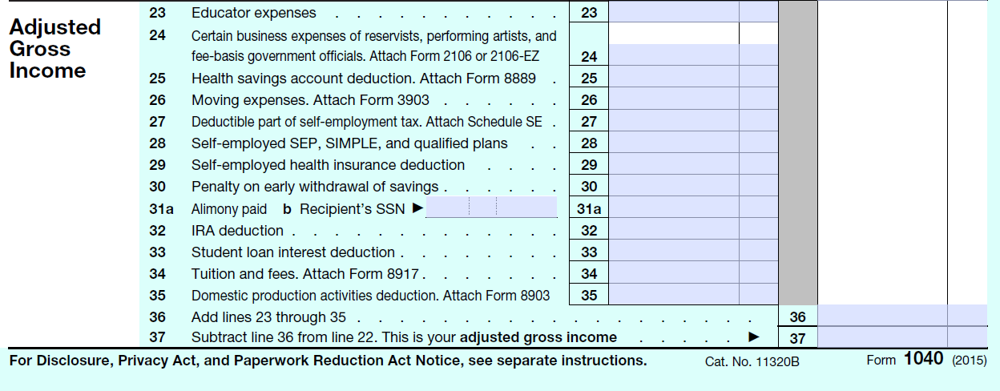 Adjusted
Gross
Income
23 Educator expenses . . . . . . . . . . . 23
24 Certain business expenses of reservists, performing artists, and
fee-basis government officials. Attach Form 2106 or 2106-EZ 24
25 Health savings account deduction. Attach Form 8889 . 25
26 Moving expenses. Attach Form 3903 . . . . . . 26
27 Deductible part of self-employment tax. Attach Schedule SE . 27
28 Self-employed SEP, SIMPLE, and qualified plans . . 28
29 Self-employed health insurance deduction . . . . 29
30 Penalty on early withdrawal of savings . . . . . . 30
31a Alimony paid b Recipient's SSN ▶ 31a
32 IRA deduction . . . . . . . . . . . . . 32
33 Student loan interest deduction . . . . . . . . 33
34 Tuition and fees. Attach Form 8917 . . . . . . . 34
35 Domestic production activities deduction. Attach Form 8903 35
36 Add lines 23 through 35 . . . . . . . . . . . . . . . . . . . 36
37 Subtract line 36 from line 22. This is your adjusted gross income . . . . . ▶ 37
For Disclosure, Privacy Act, and Paperwork Reduction Act Notice, see separate instructions. Cat. No. 11320B Form 1040 (2015)